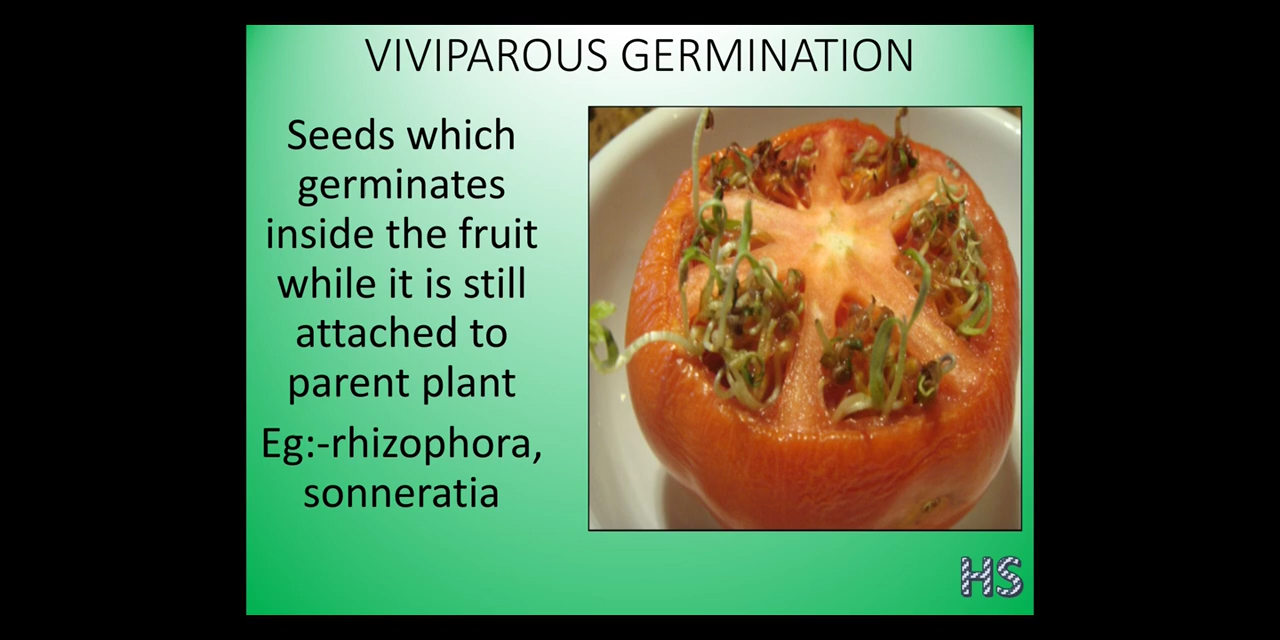 VIVIPAROUS GERMINATION
Seeds which
germinates
inside the fruit
while it is still
attached to
parent plant
Eg:-rhizophora,
sonneratia
HS